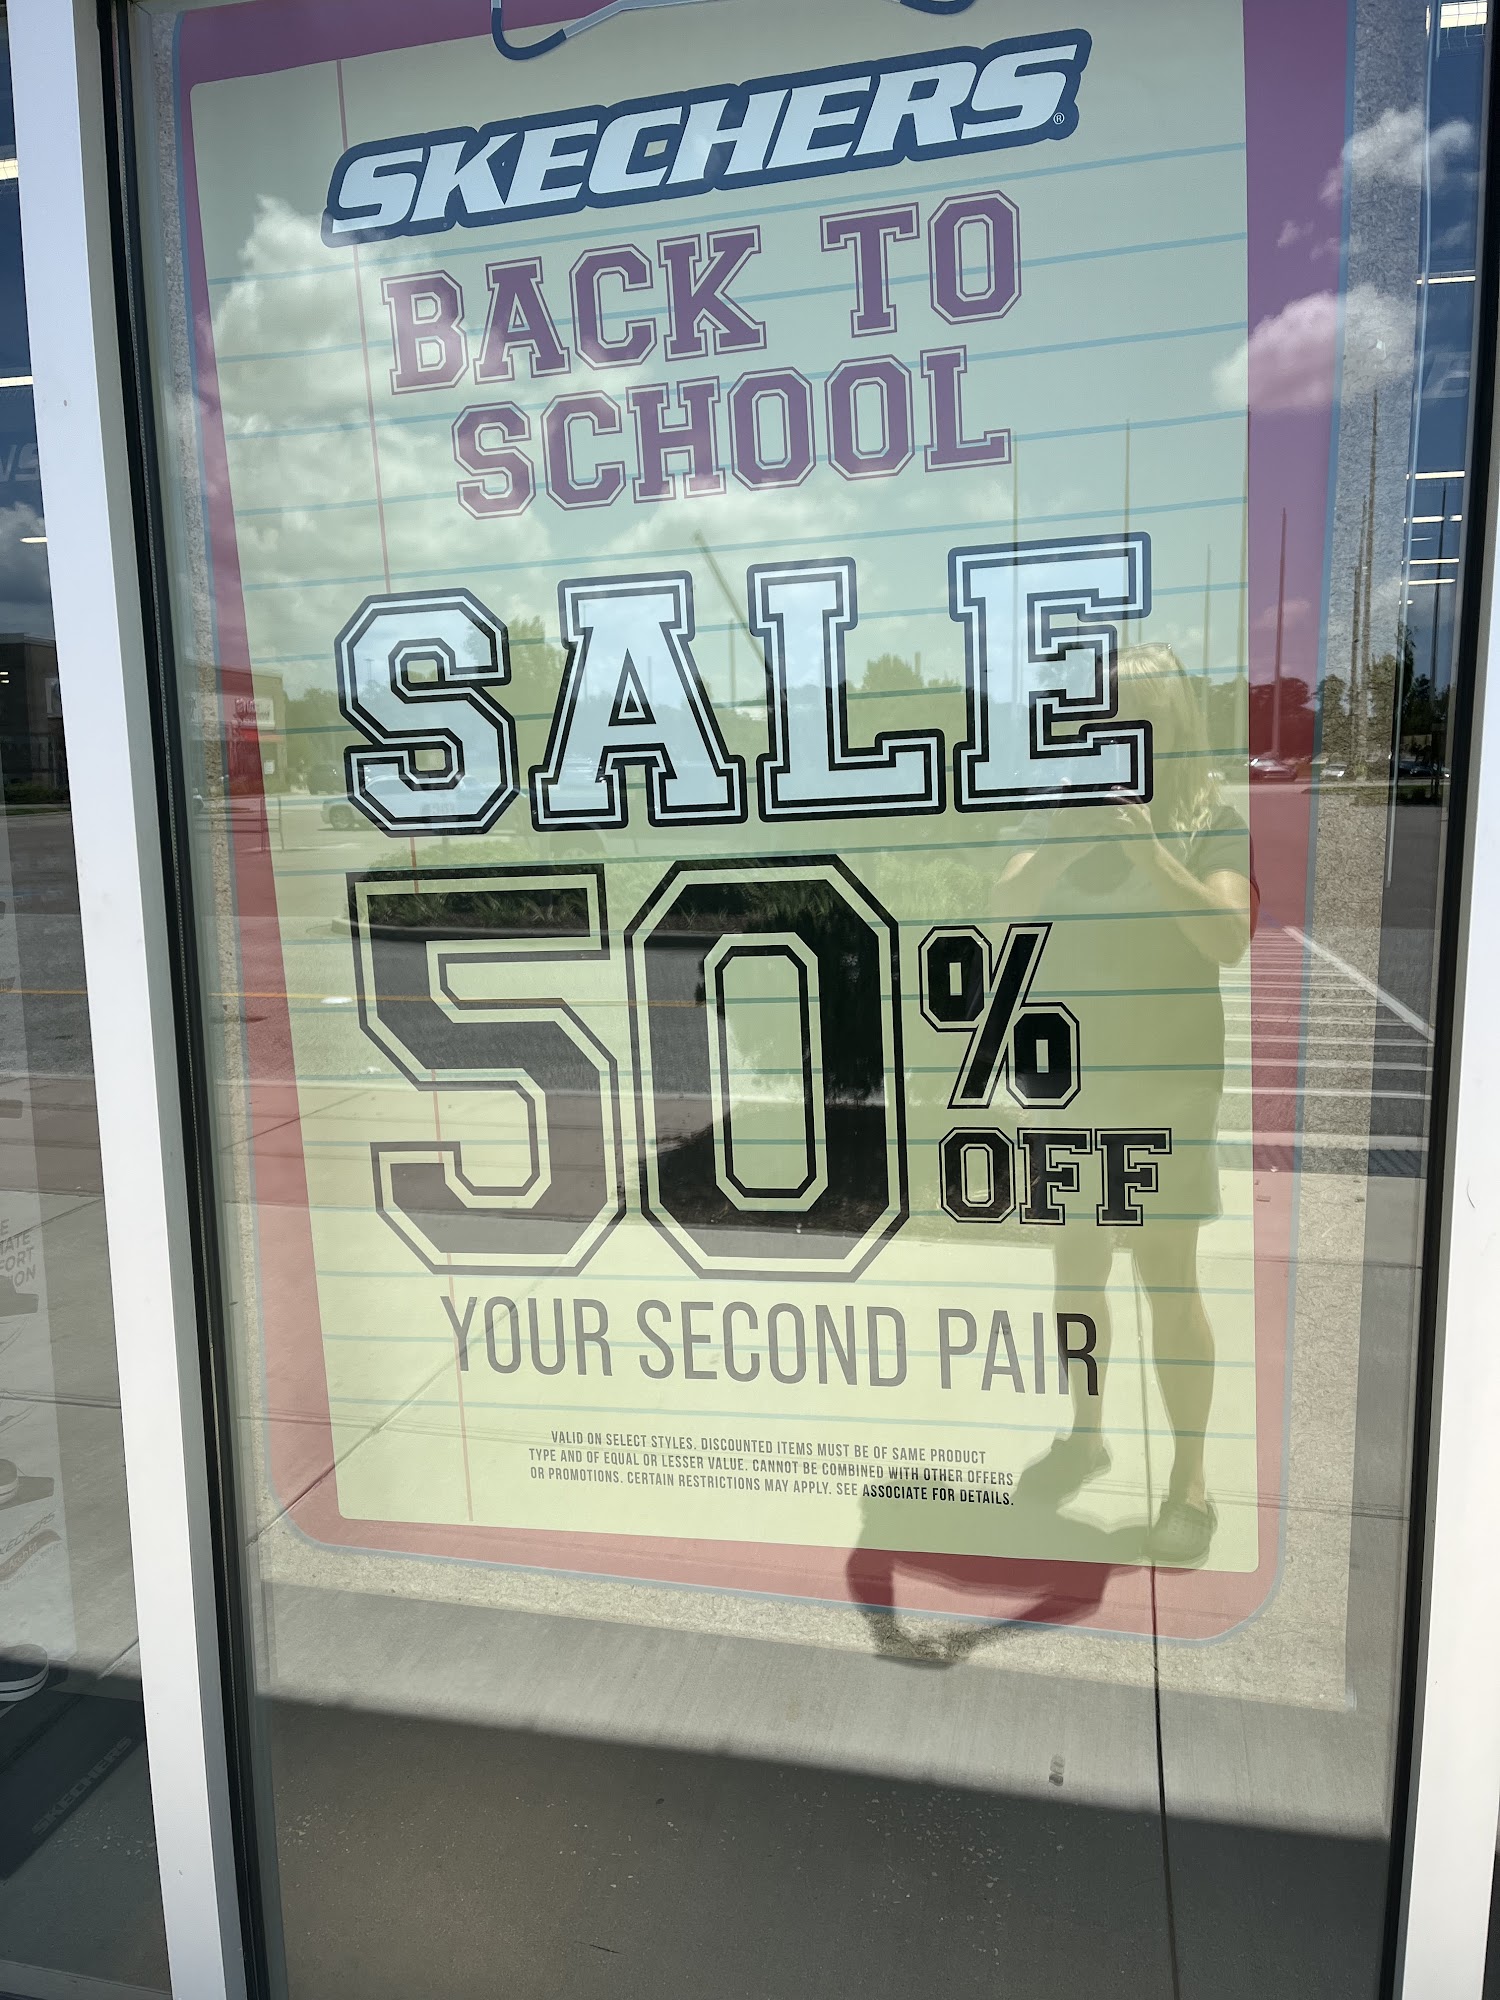 SKECHERS®
BACK TO
SCHOOL
SALE
50%
OFF
YOUR SECOND PAIR
VALID ON SELECT STYLES. DISCOUNTED ITEMS MUST BE OF SAME PRODUCT
TYPE AND OF EQUAL OR LESSER VALUE. CANNOT BE COMBINED WITH OTHER OFFERS
OR PROMOTIONS. CERTAIN RESTRICTIONS MAY APPLY. SEE ASSOCIATE FOR DETAILS.
SKECHERS